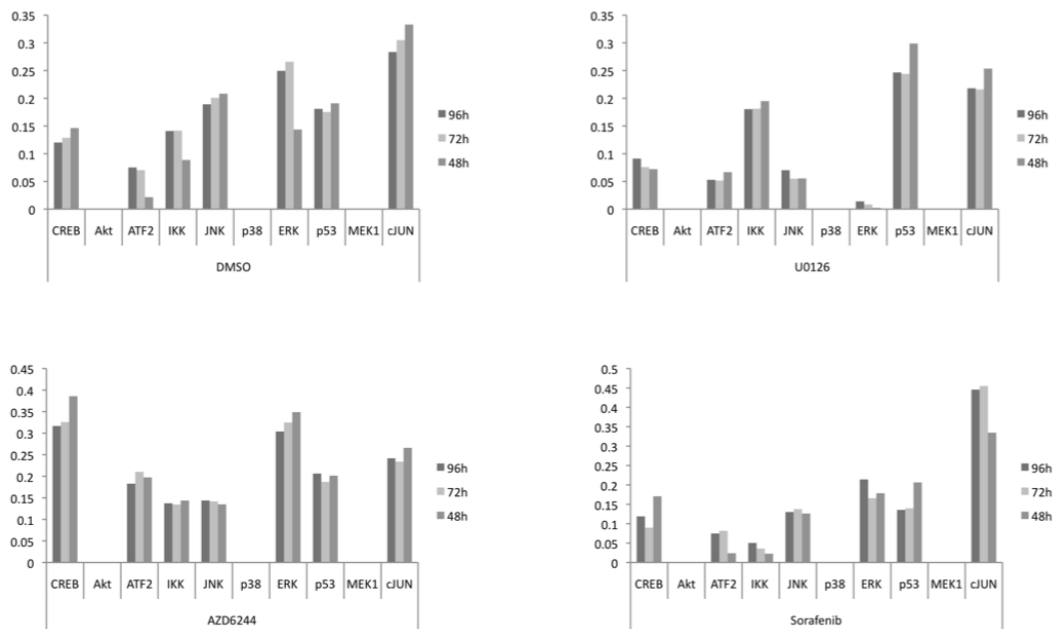 0.35
0.3
0.25
0.2
0.15
0.1
0.05
0
CREB Akt ATF2 IKK JNK p38 ERK p53 MEK1 cJUN
DMSO
96h
72h
48h
0.35
0.3
0.25
0.2
0.15
0.1
0.05
0
CREB Akt ATF2 IKK JNK p38 ERK p53 MEK1 cJUN
U0126
96h
72h
48h
0.45
0.4
0.35
0.3
0.25
0.2
0.15
0.1
0.05
0
CREB Akt ATF2 IKK JNK p38 ERK p53 MEK1 cJUN
AZD6244
96h
72h
48h
0.5
0.45
0.4
0.35
0.3
0.25
0.2
0.15
0.1
0.05
0
CREB Akt ATF2 IKK JNK p38 ERK p53 MEK1 cJUN
Sorafenib
96h
72h
48h